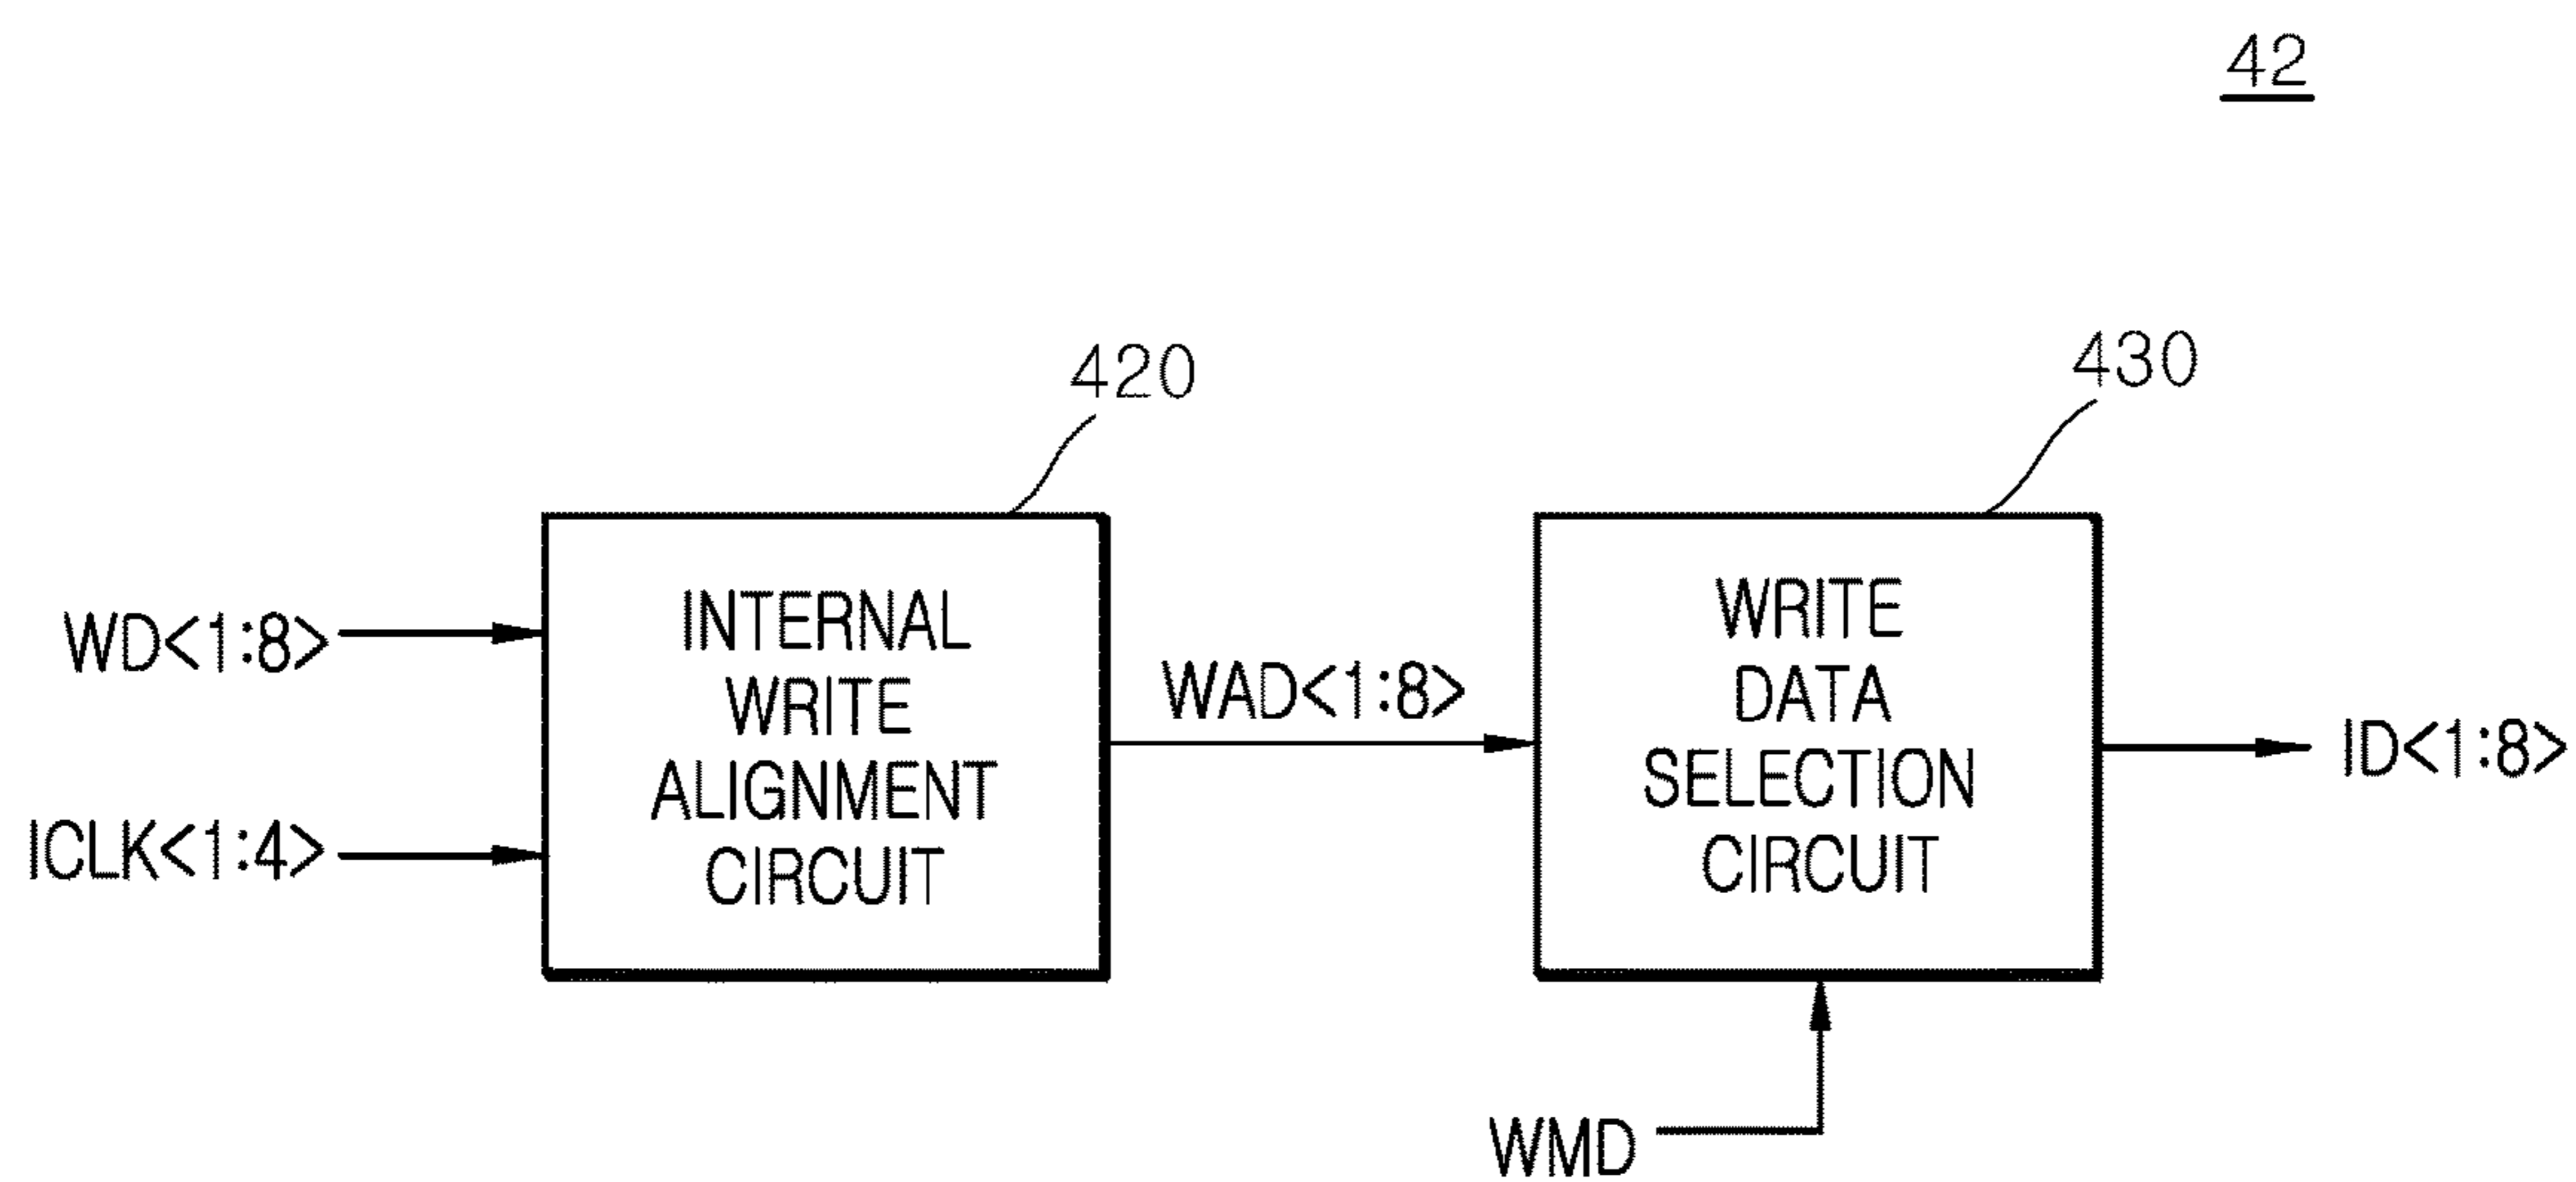 42
420
430
WD<1:8>
ICLK<1:4>
INTERNAL
WRITE
ALIGNMENT
CIRCUIT
WAD<1:8>
WRITE
DATA
SELECTION
CIRCUIT
ID<1:8>
WMD